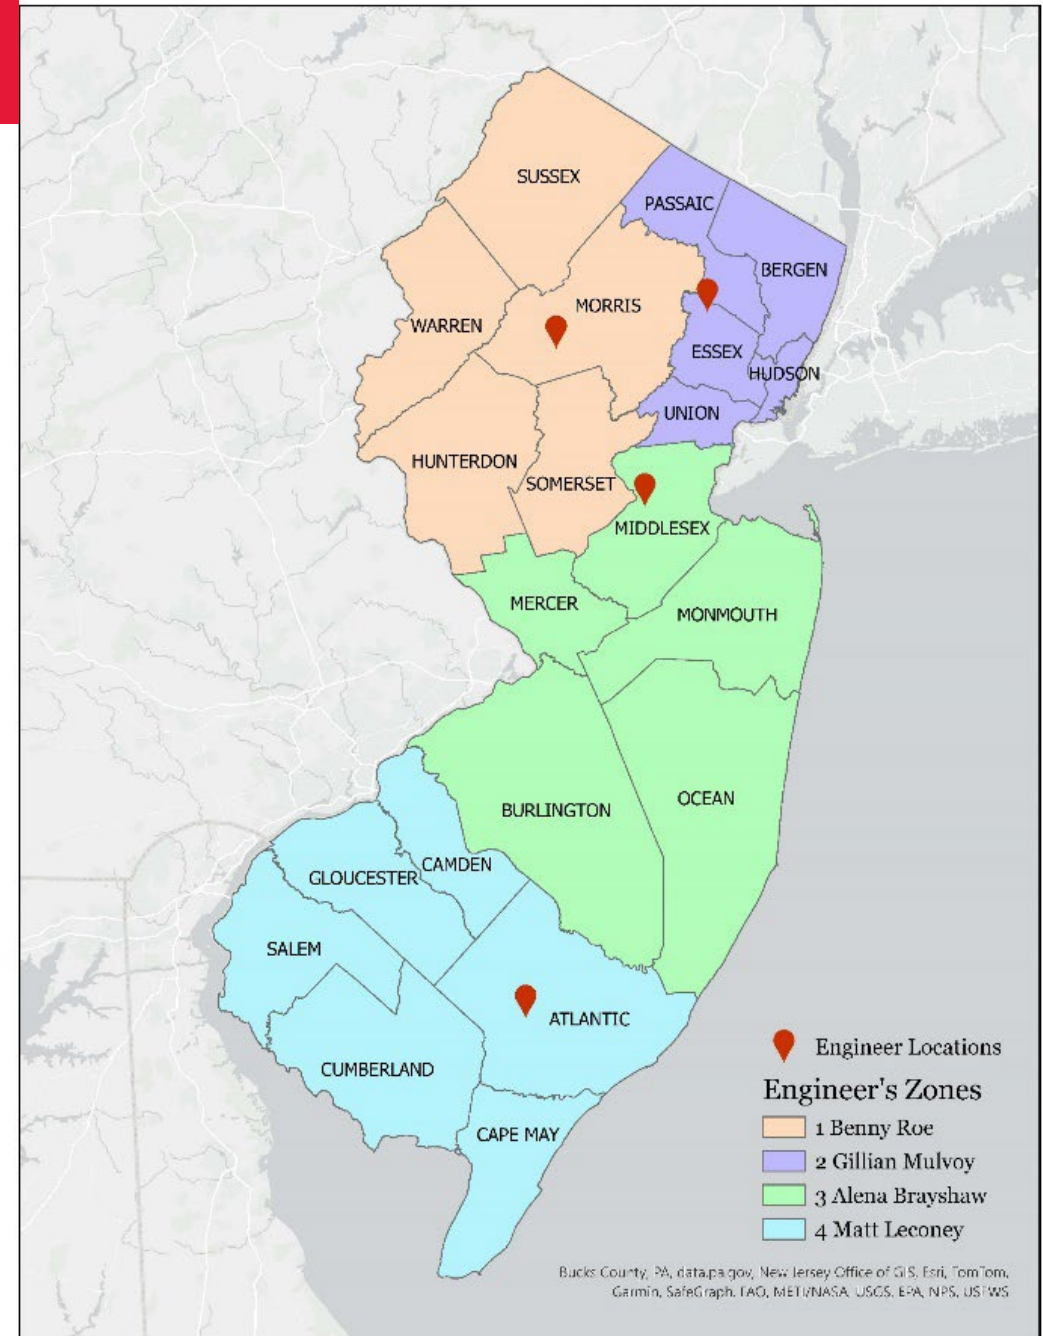 SUSSEX
PASSAIC
BERGEN
MORRIS
WARREN
ESSEX
HUDSON
UNION
HUNTERDON
SOMERSET
MIDDLESEX
MERCER
MONMOUTH
OCEAN
BURLINGTON
CAMDEN
GLOUCESTER
SALEM
ATLANTIC
CUMBERLAND
CAPE MAY
Engineer Locations
Engineer's Zones
1 Benny Roe
2 Gillian Mulvoy
3 Alena Brayshaw
4 Matt Leconey
Bucks County, PA, data.pa.gov, New Jersey Office of GIS, Esri, TomTom,
Garmin, SafeGraph, FAO, METI/NASA, USGS, EPA, NPS, USFWS